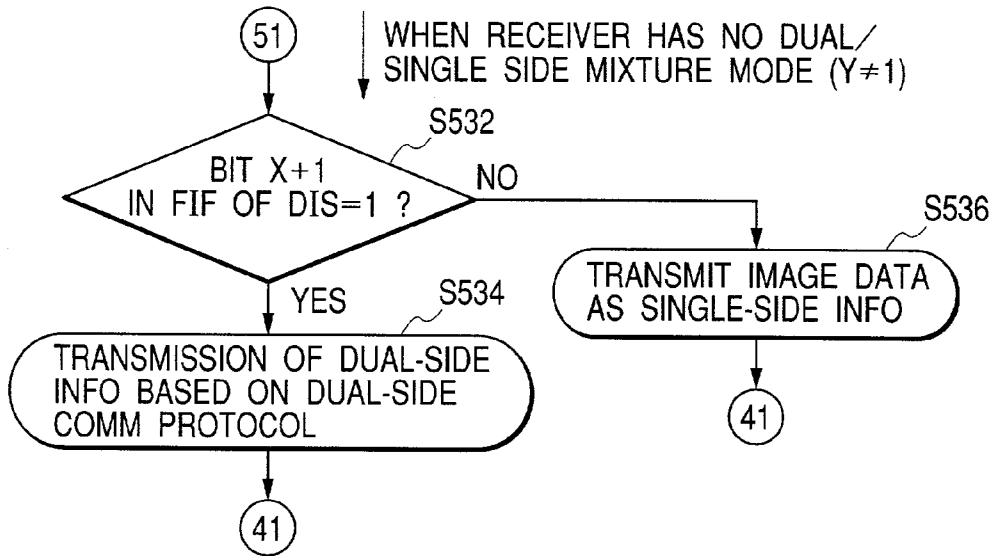 51
WHEN RECEIVER HAS NO DUAL/
SINGLE SIDE MIXTURE MODE (Y≠1)
S532
BIT X+1
IN FIF OF DIS=1 ?
NO
S536
TRANSMIT IMAGE DATA
AS SINGLE-SIDE INFO
YES
S534
TRANSMISSION OF DUAL-SIDE
INFO BASED ON DUAL-SIDE
COMM PROTOCOL
41
41